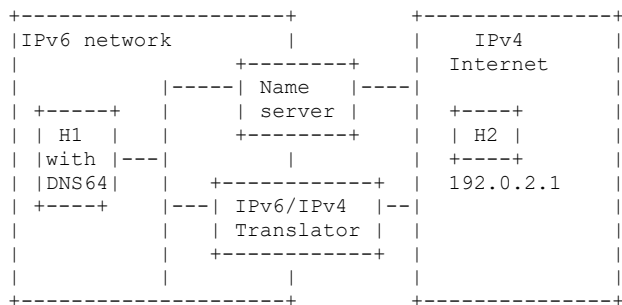 IPv6 network
IPv4
Internet
Name
server
H1
with
DNS64
H2
192.0.2.1
IPv6/IPv4
Translator